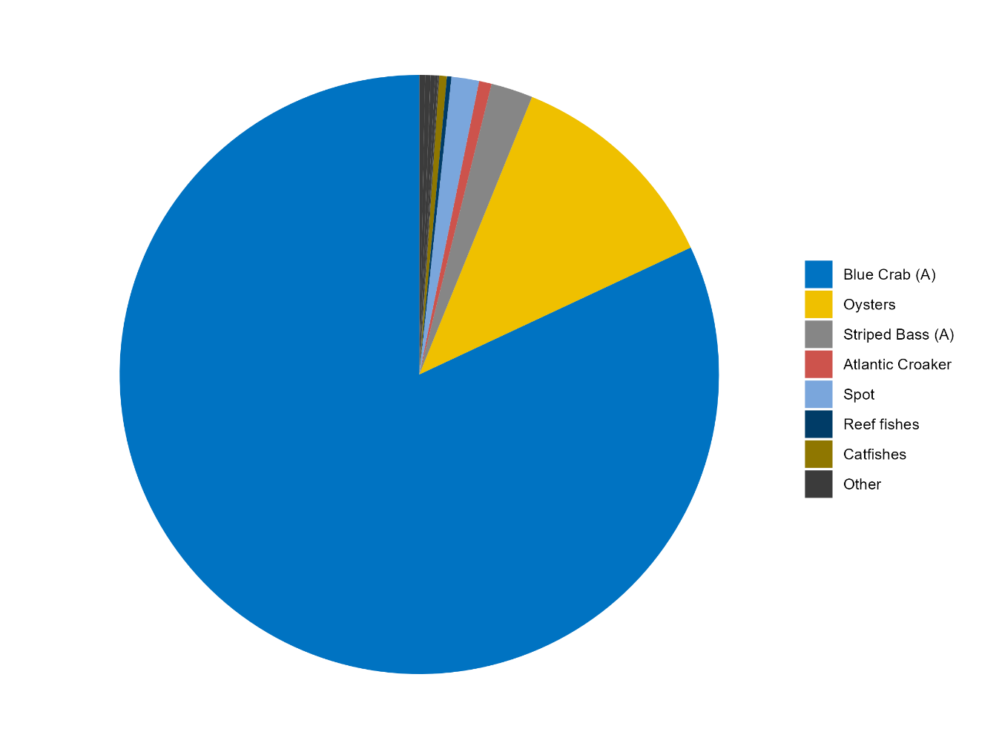 Blue Crab (A)
Oysters
Striped Bass (A)
Atlantic Croaker
Spot
Reef fishes
Catfishes
Other